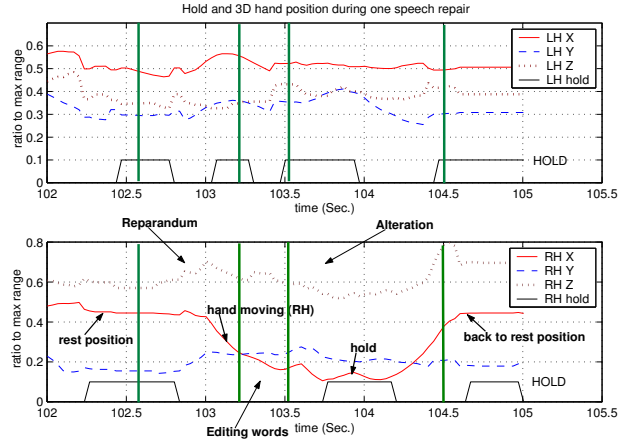 Hold and 3D hand position during one speech repair
LH X
LH Y
LH Z
LH hold
0.6
0.5
0.4
0.3
0.2
0.1
0
ratio to max range
HOLD
102 102.5 103 103.5 104 104.5 105 105.5
time (Sec.)
Reparandum
Alteration
RH X
RH Y
RH Z
RH hold
0.8
0.6
0.4
0.2
0
ratio to max range
hand moving (RH)
rest position
back to rest position
hold
HOLD
102 102.5 103 103.5 104 104.5 105 105.5
Editing words
time (Sec.)